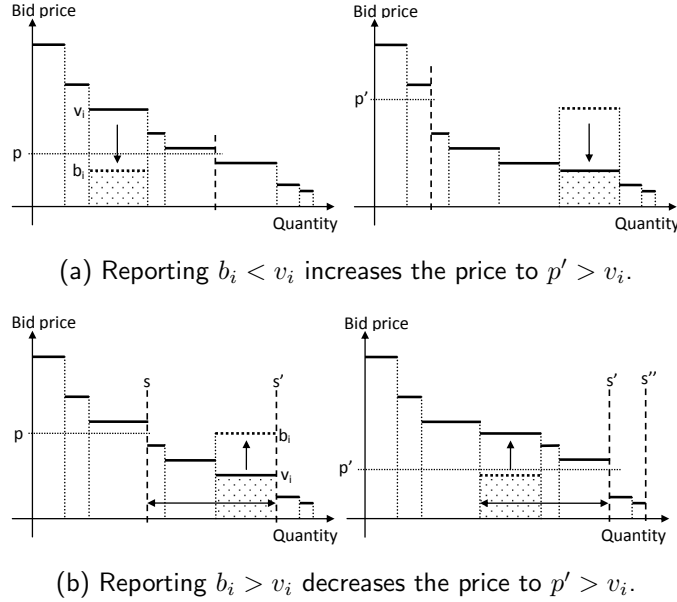 Bid price Bid price
p'
v_i
p
b_i
Quantity Quantity
(a) Reporting b_i < v_i increases the price to p′ > v_i.
Bid price Bid price
s s' s' s''
p b_i
v_i p'
Quantity Quantity
(b) Reporting b_i > v_i decreases the price to p′ > v_i.